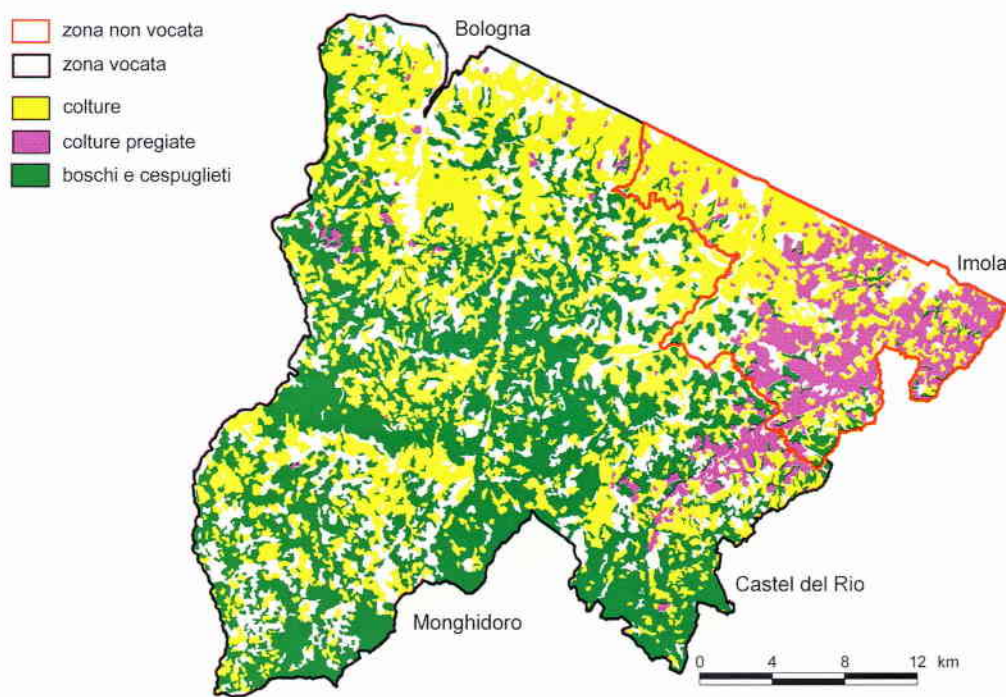 zona non vocata
zona vocata
colture
colture pregiate
boschi e cespuglieti
Bologna
Imola
Castel del Rio
Monghidoro
0 4 8 12 km